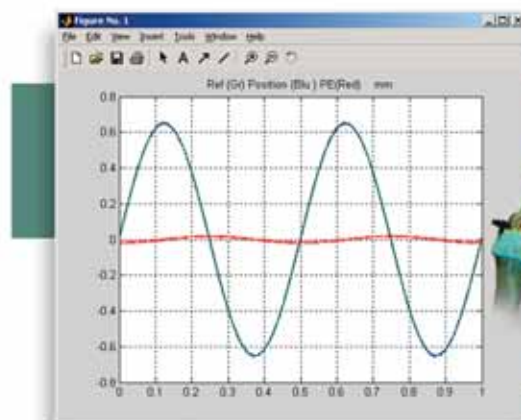 Figure No. 1
File Edit View Insert Tools Window Help
Ref (Gr) Position (Blu ) PE(Red) mm
0.8
0.6
0.4
0.2
0
-0.2
-0.4
-0.6
-0.8
0 0.1 0.2 0.3 0.4 0.5 0.6 0.7 0.8 0.9 1